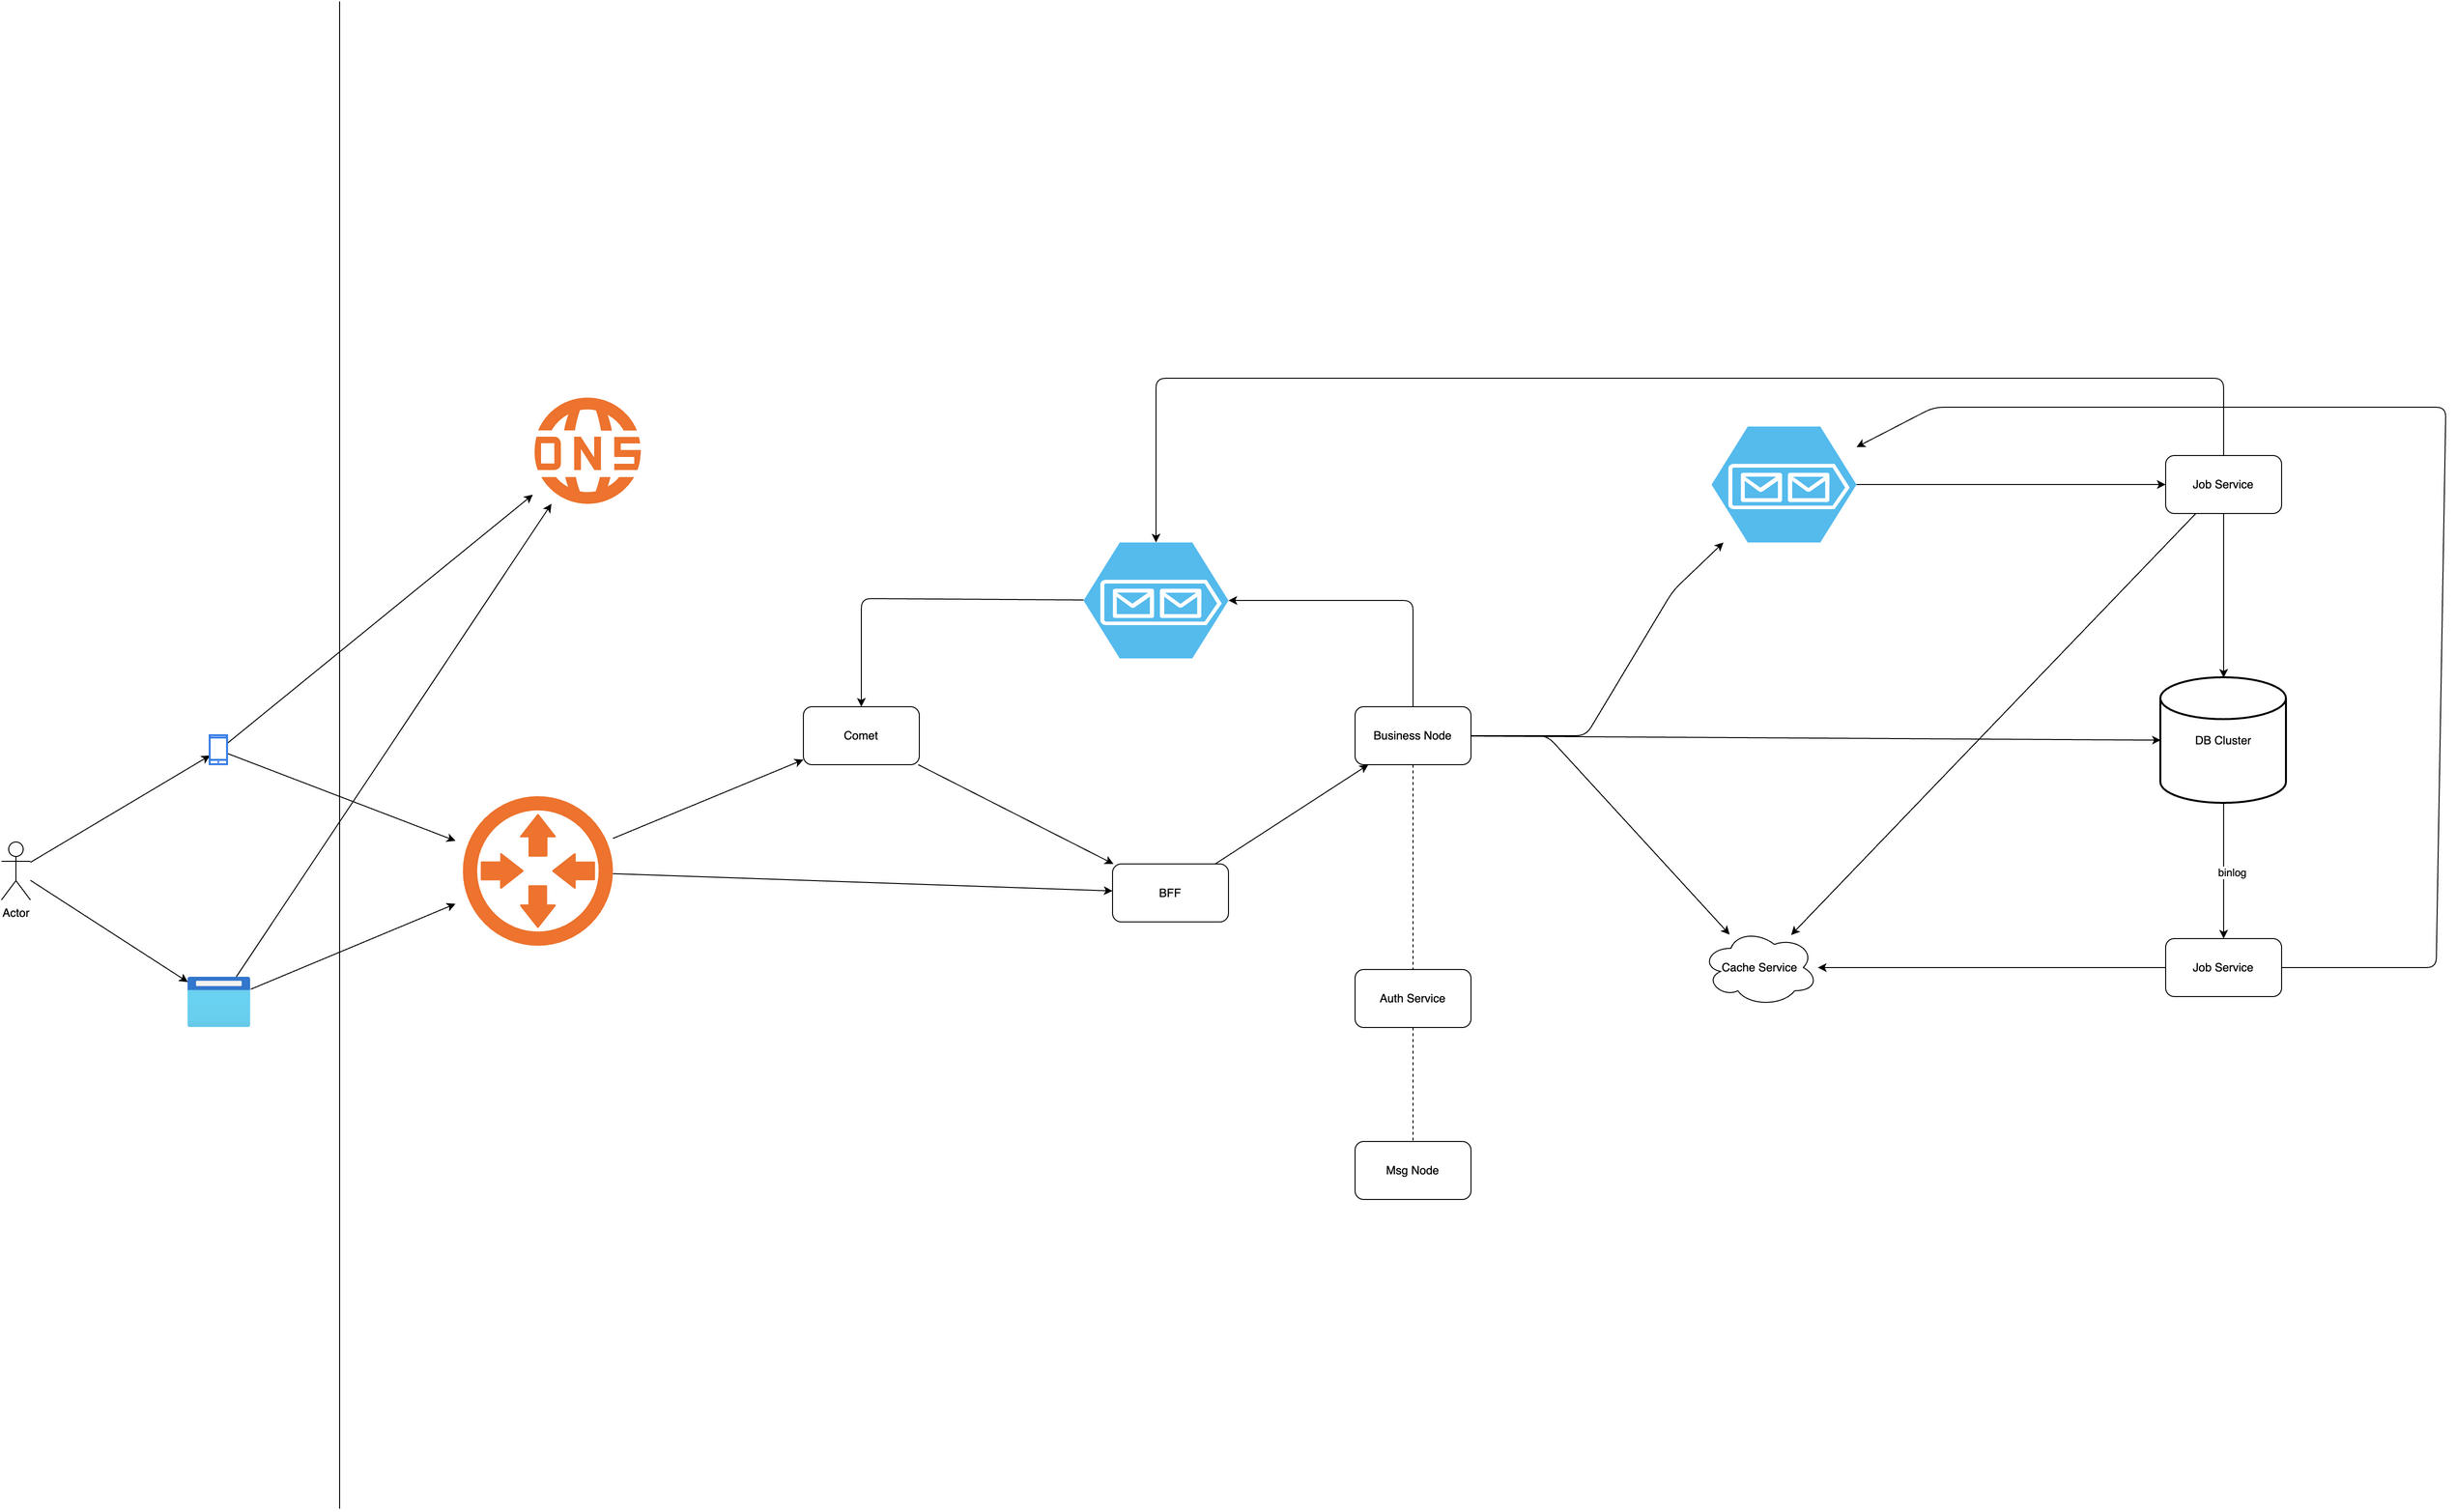 DNS
Job Service
Comet
Business Node
DB Cluster
binlog
BFF
Actor
Cache Service
Job Service
Auth Service
Msg Node